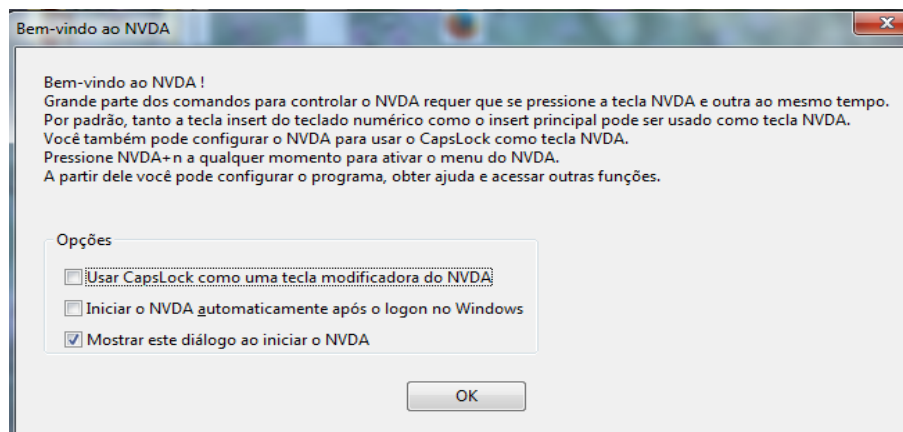 Bem-vindo ao NVDA
Bem-vindo ao NVDA !
Grande parte dos comandos para controlar o NVDA requer que se pressione a tecla NVDA e outra ao mesmo tempo.
Por padrão, tanto a tecla insert do teclado numérico como o insert principal pode ser usado como tecla NVDA.
Você também pode configurar o NVDA para usar o CapsLock como tecla NVDA.
Pressione NVDA+n a qualquer momento para ativar o menu do NVDA.
A partir dele você pode configurar o programa, obter ajuda e acessar outras funções.
Opções
Usar CapsLock como uma tecla modificadora do NVDA
Iniciar o NVDA automaticamente após o logon no Windows
Mostrar este diálogo ao iniciar o NVDA
OK